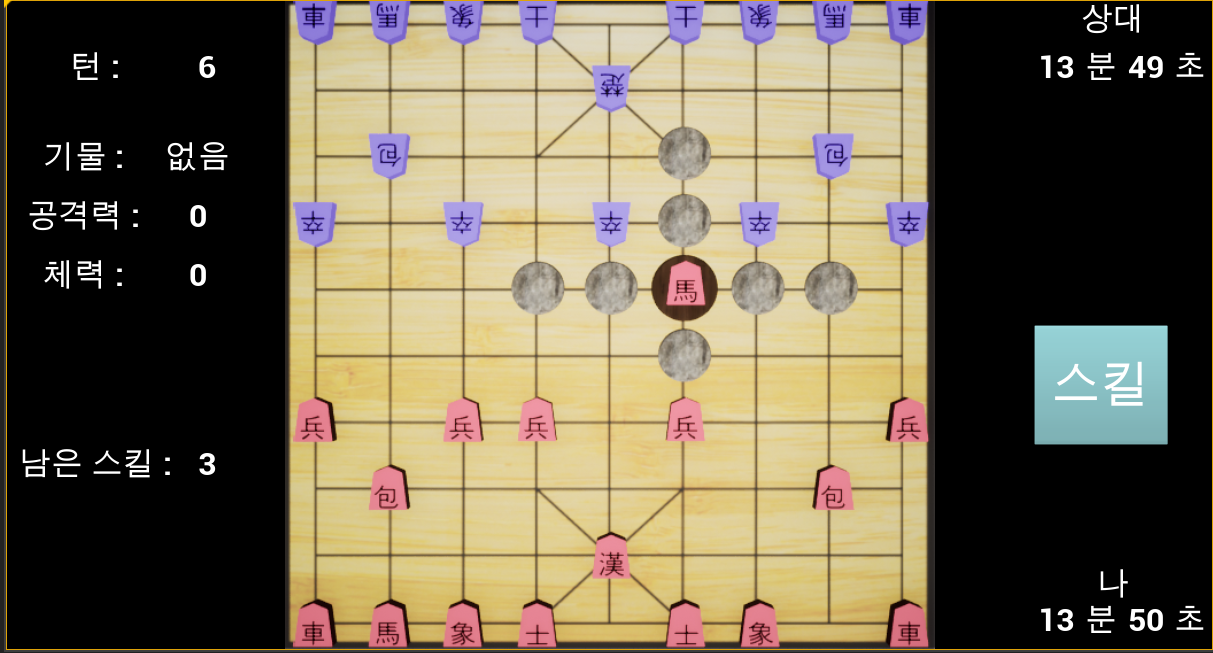 턴 : 6
기물 : 없음
공격력 : 0
체력 : 0
남은 스킬 : 3
車 馬 象 士 士 象 馬 車
楚
包 包
卒 卒 卒 卒 卒
馬
兵 兵 兵 兵 兵
包 包
漢
車 馬 象 士 士 象 車
상대
13 분 49 초
스킬
나
13 분 50 초